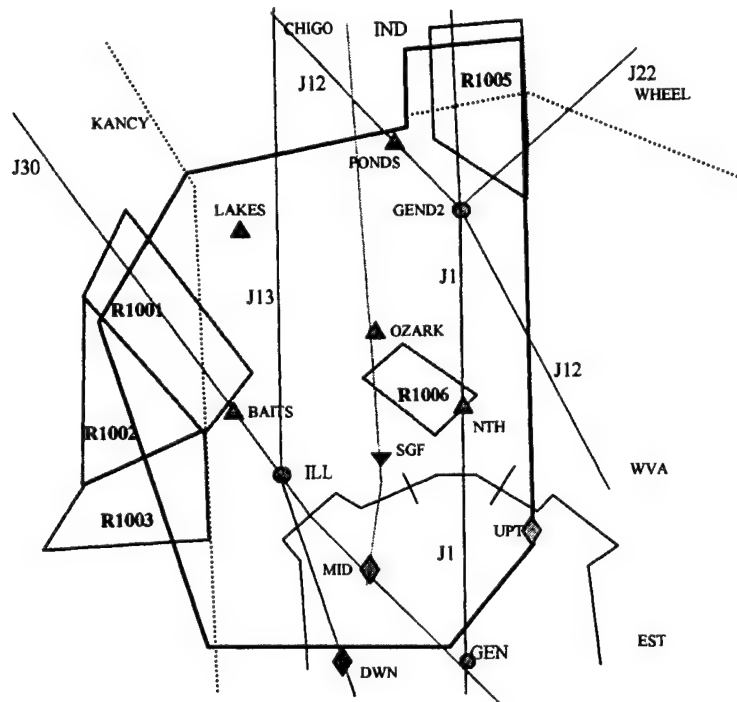 CHIGO
IND
J12
R1005
J22
WHEEL
KANCY
PONDS
J30
LAKES
GEND2
J13
J1
R1001
OZARK
J12
R1006
BAITS
NTH
R1002
SGF
ILL
WVA
R1003
UPT
J1
MID
EST
GEN
DWN